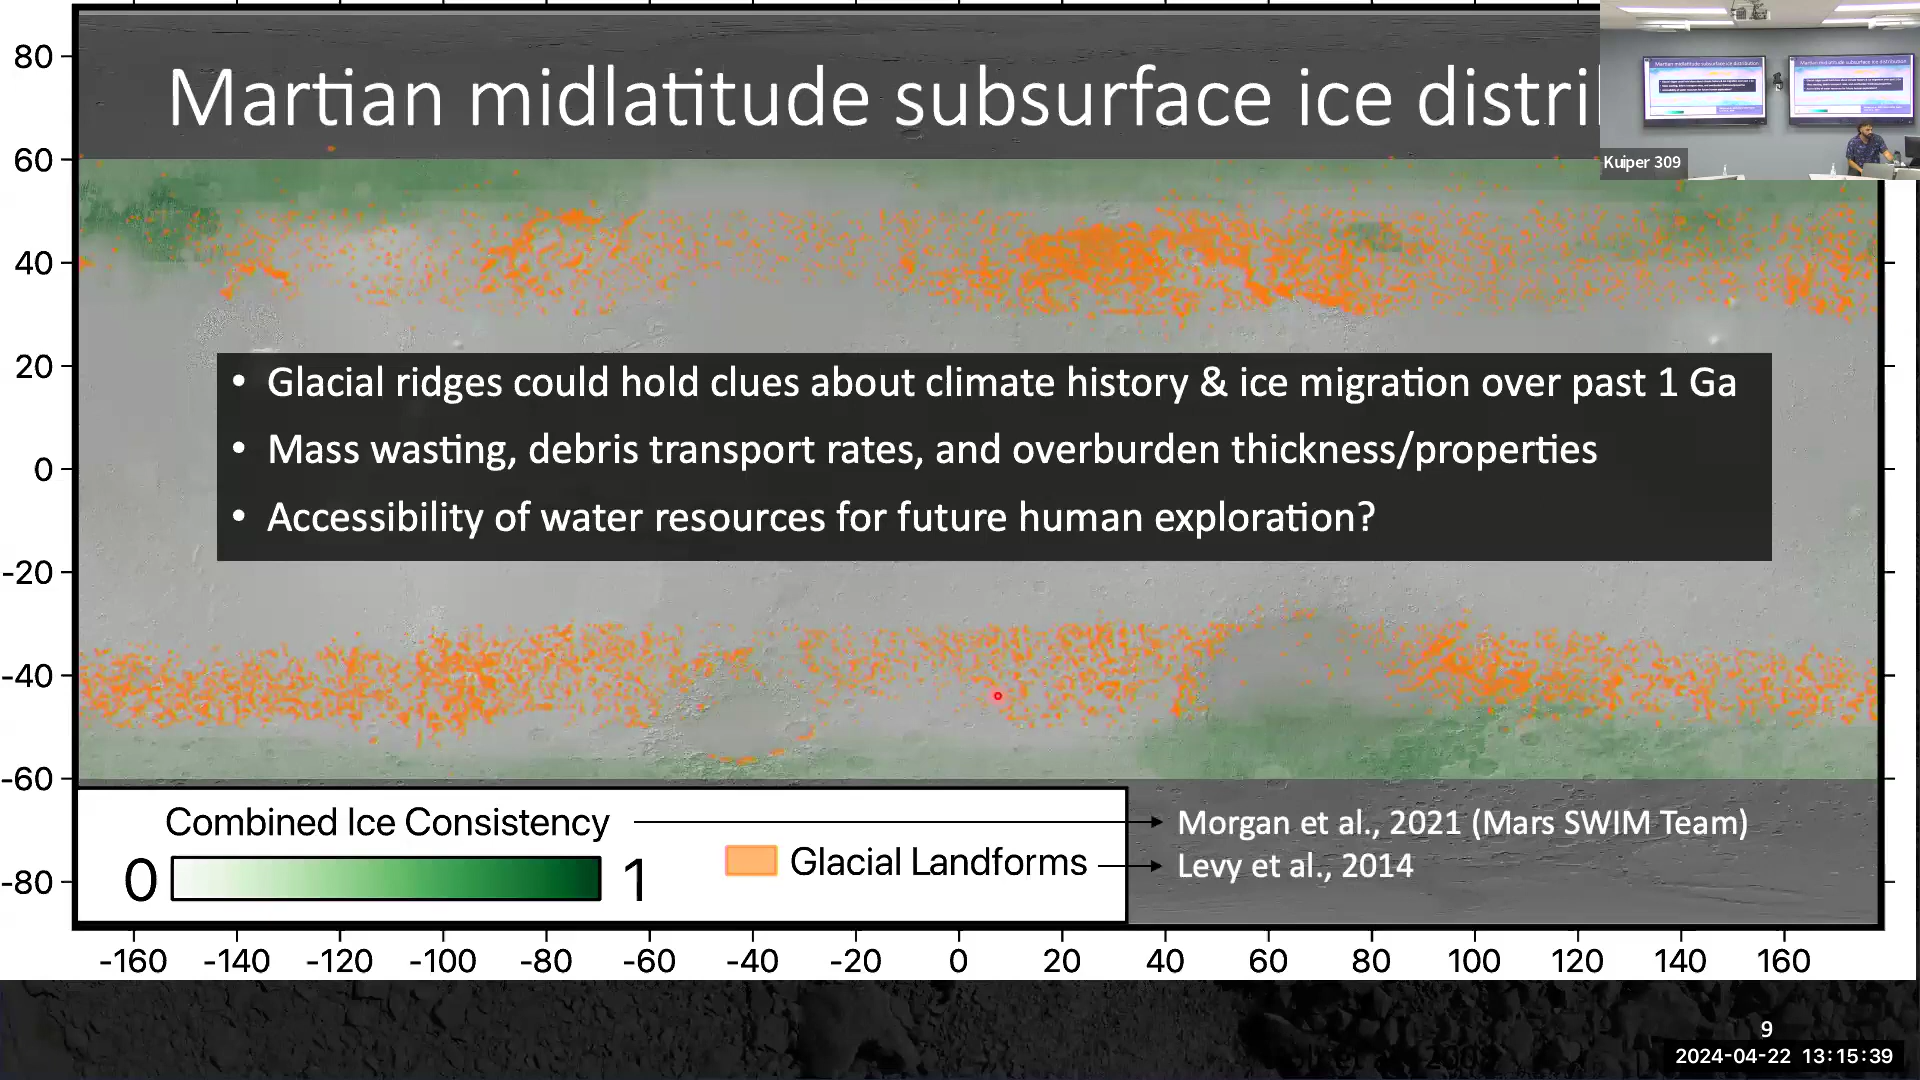 Martian midlatitude subsurface ice distri
Kuiper 309
80
60
40
20
0
-20
-40
-60
-80
• Glacial ridges could hold clues about climate history & ice migration over past 1 Ga
• Mass wasting, debris transport rates, and overburden thickness/properties
• Accessibility of water resources for future human exploration?
Combined Ice Consistency
0 1
Glacial Landforms
Morgan et al., 2021 (Mars SWIM Team)
Levy et al., 2014
-160 -140 -120 -100 -80 -60 -40 -20 0 20 40 60 80 100 120 140 160
9
2024-04-22 13:15:39